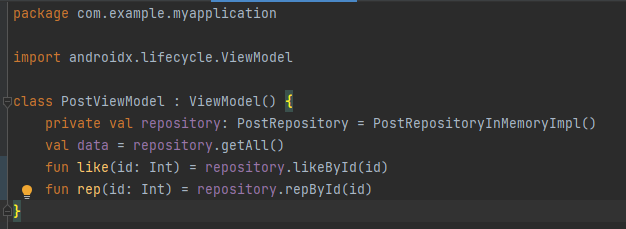 package com.example.myapplication
import androidx.lifecycle.ViewModel
class PostViewModel : ViewModel() {
    private val repository: PostRepository = PostRepositoryInMemoryImpl()
    val data = repository.getAll()
    fun like(id: Int) = repository.likeById(id)
    fun rep(id: Int) = repository.repById(id)
}